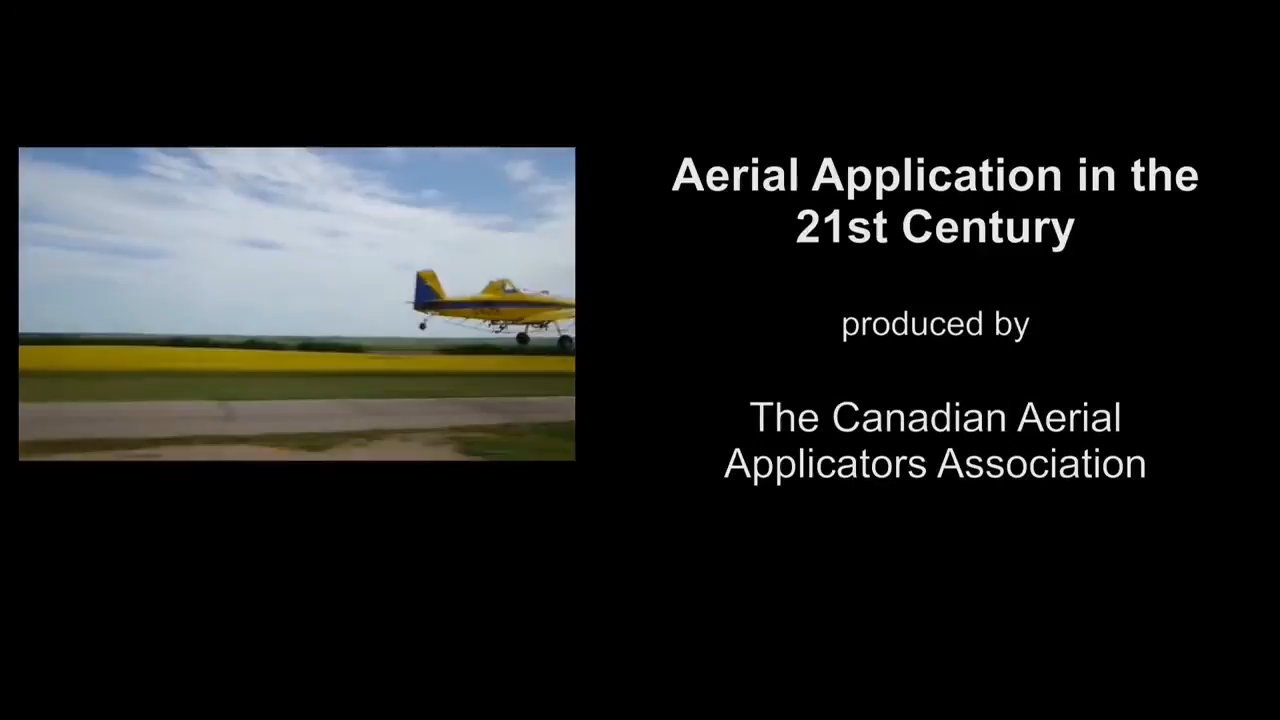 Aerial Application in the
21st Century
produced by
The Canadian Aerial
Applicators Association